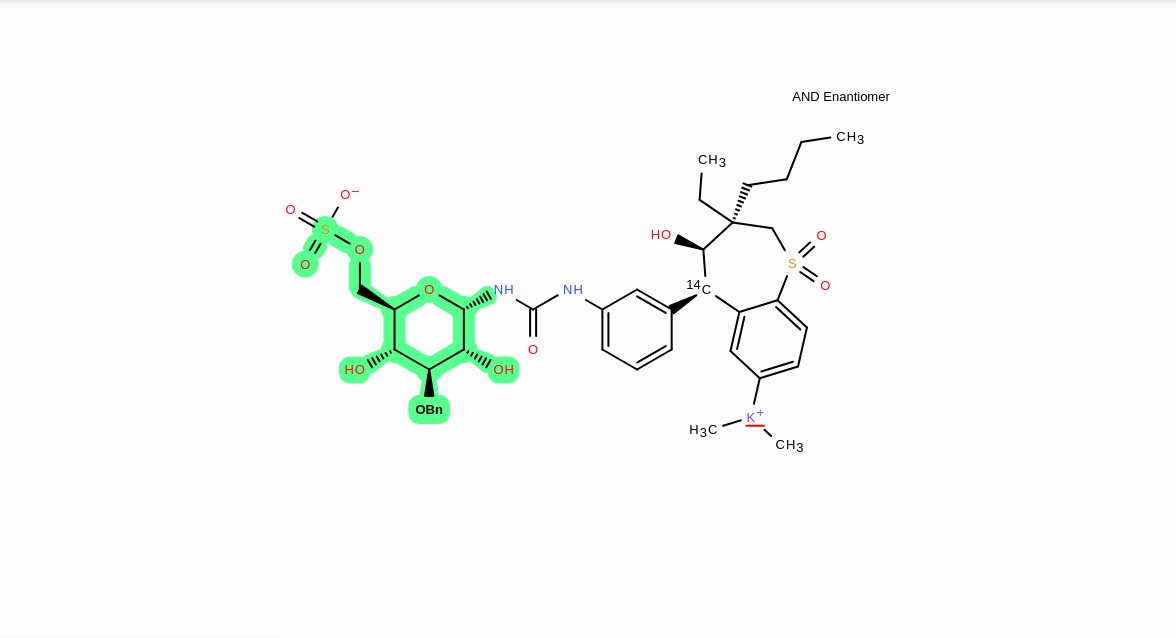 AND Enantiomer
CH3
CH3
O−
O
S
O
O
HO
O
S
O
14C
O
NH
NH
O
HO
OH
OBn
K+
H3C
CH3